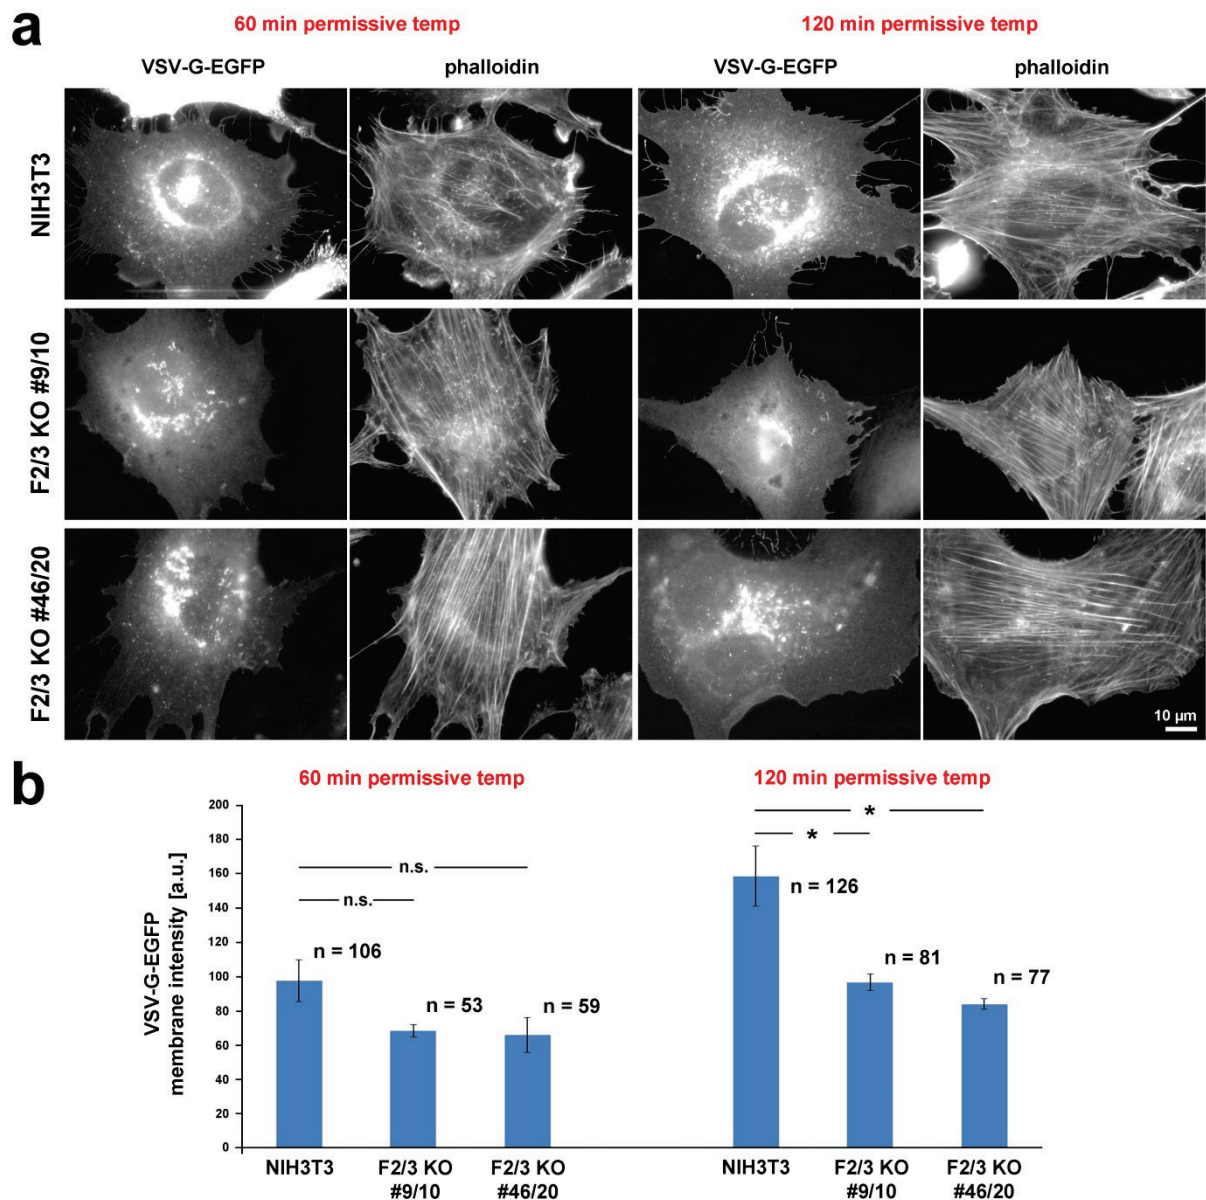 a
60 min permissive temp
120 min permissive temp
VSV-G-EGFP
phalloidin
VSV-G-EGFP
phalloidin
NIH3T3
F2/3 KO #9/10
F2/3 KO #46/20
10 µm
b
60 min permissive temp
120 min permissive temp
VSV-G-EGFP
membrane intensity [a.u.]
200
180
160
140
120
100
80
60
40
20
0
n.s.
n.s.
n = 106
n = 53
n = 59
*
*
n = 126
n = 81
n = 77
NIH3T3
F2/3 KO
#9/10
F2/3 KO
#46/20
NIH3T3
F2/3 KO
#9/10
F2/3 KO
#46/20